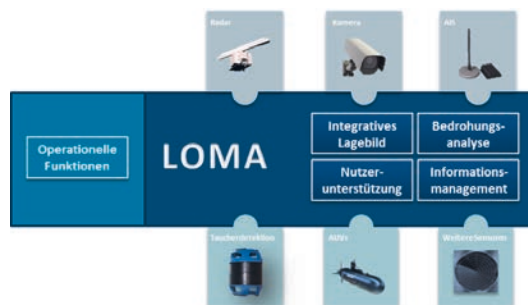 Radar
Kamera
AIS
Operationelle
Funktionen
LOMA
Integratives
Lagebild
Bedrohungs-
analyse
Nutzer-
unterstützung
Informations-
management
Taucherdetektion
AUVs
Weitere Sensoren